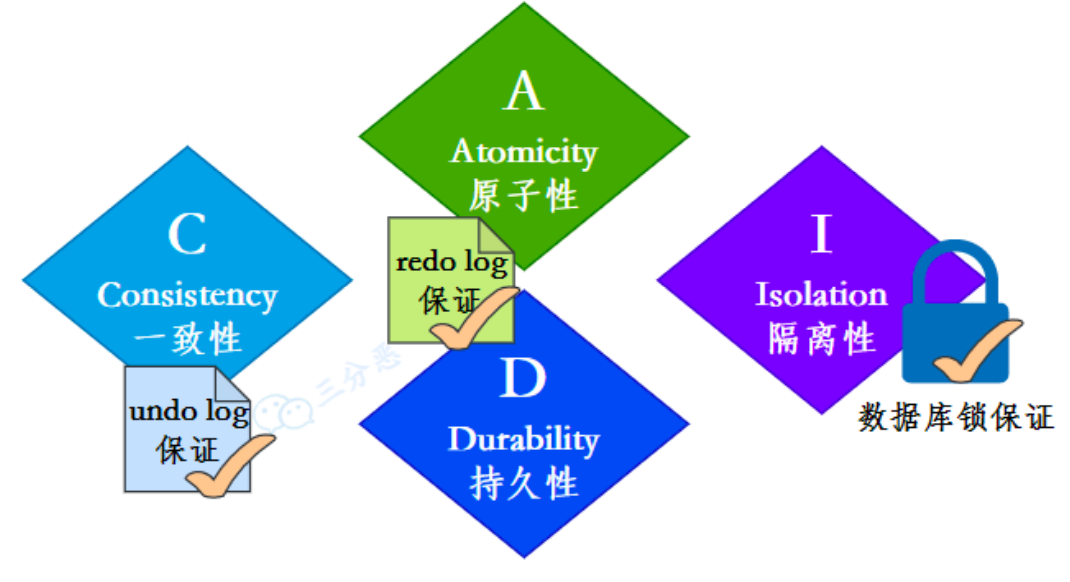 A
Atomicity
原子性
C
Consistency
一致性
undo log
保证
redo log
保证
I
Isolation
隔离性
数据库锁保证
D
Durability
持久性
三分恶